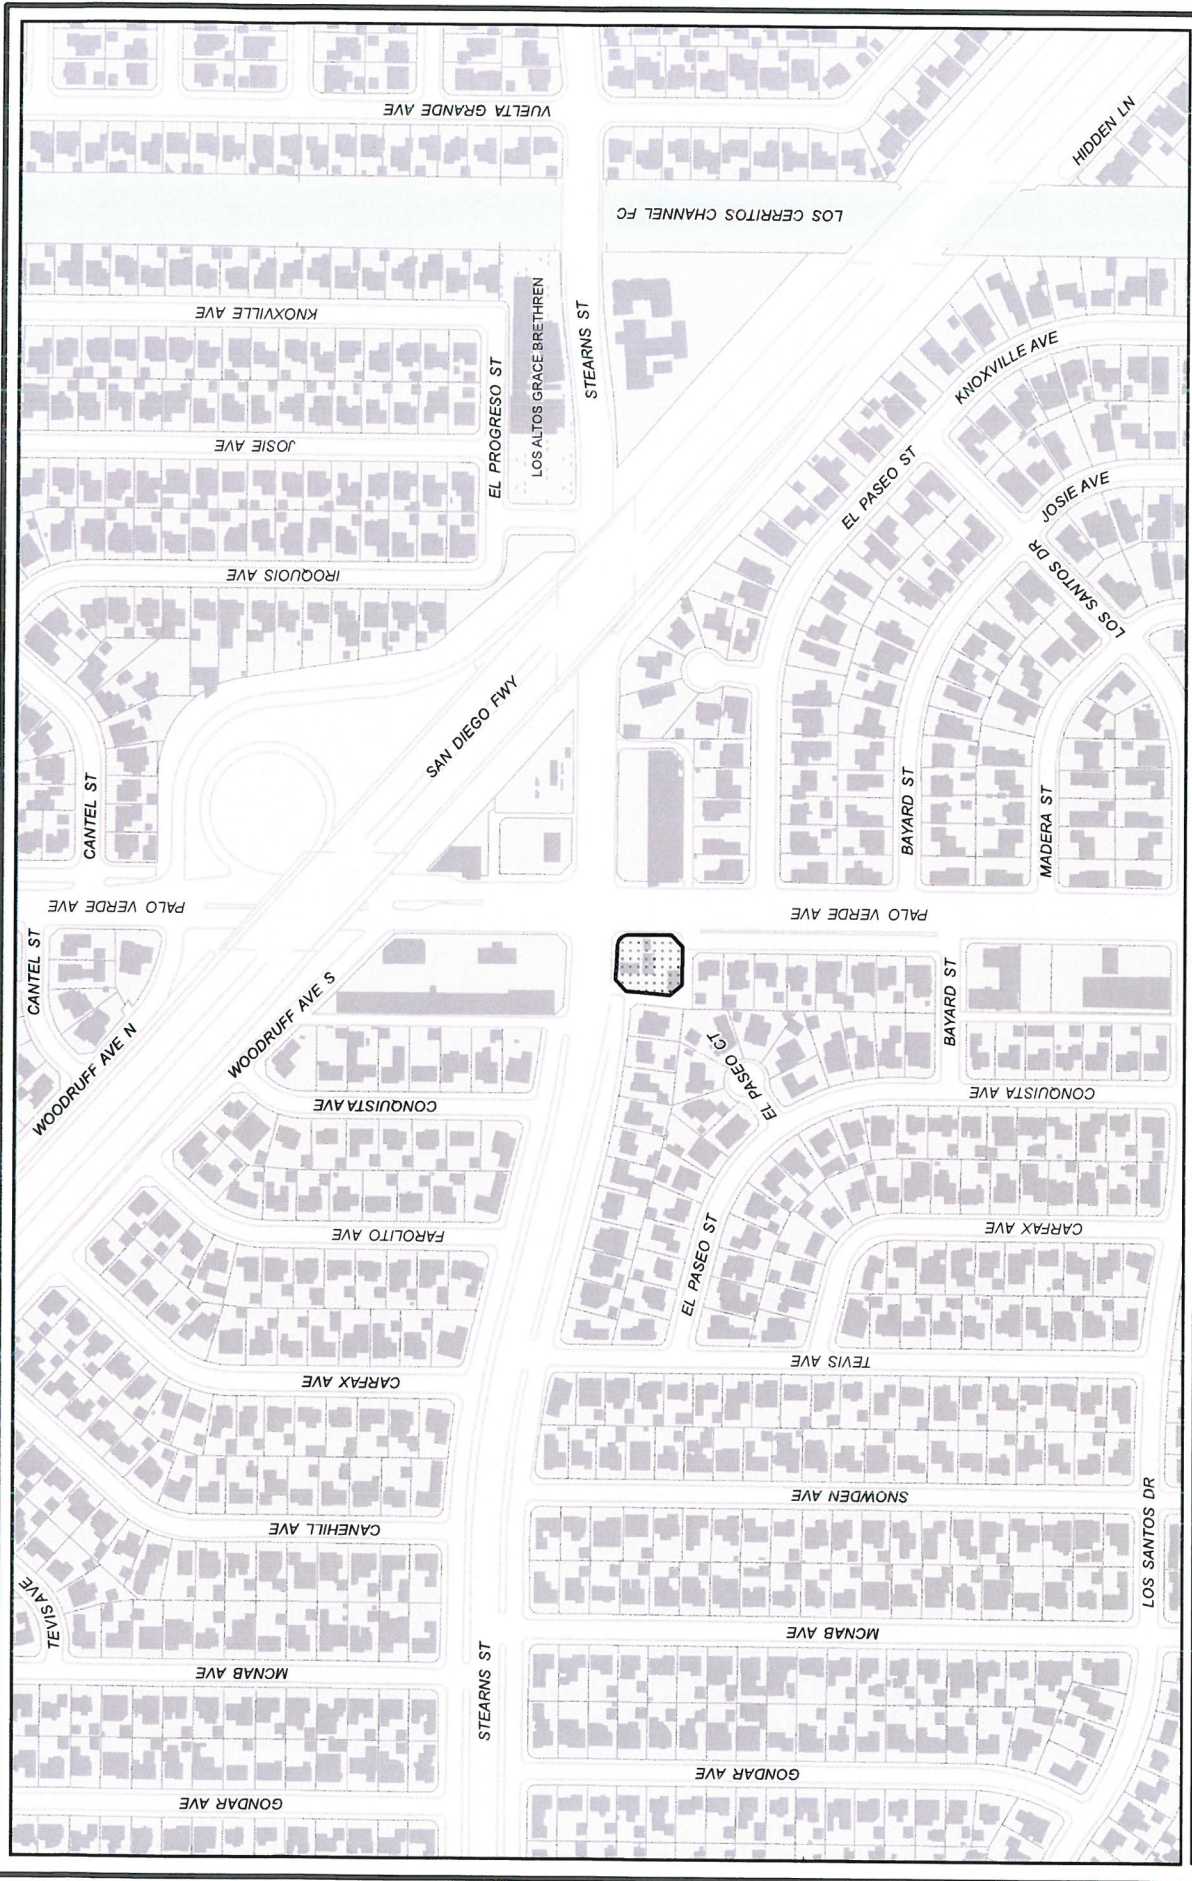 VUELTA GRANDE AVE
HIDDEN LN
LOS CERRITOS CHANNEL FC
KNOXVILLE AVE
LOS ALTOS GRACE BRETHREN
STEARNS ST
EL PROGRESO ST
KNOXVILLE AVE
JOSIE AVE
EL PASEO ST
JOSIE AVE
LOS SANTOS DR
IROQUOIS AVE
SAN DIEGO FWY
CANTEL ST
BAYARD ST
MADERA ST
PALO VERDE AVE
PALO VERDE AVE
CANTEL ST
WOODRUFF AVE N
WOODRUFF AVE S
BAYARD ST
EL PASEO CT
CONQUISTA AVE
CONQUISTA AVE
FAROLITO AVE
EL PASEO ST
CARFAX AVE
TEVIS AVE
CARFAX AVE
SNOWDEN AVE
CANEHILL AVE
LOS SANTOS DR
TEVIS AVE
MCNAB AVE
MCNAB AVE
STEARNS ST
GONDAR AVE
GONDAR AVE